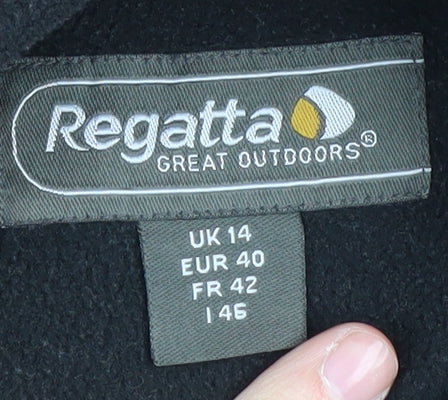 Regatta
GREAT OUTDOORS®
UK 14
EUR 40
FR 42
I 46